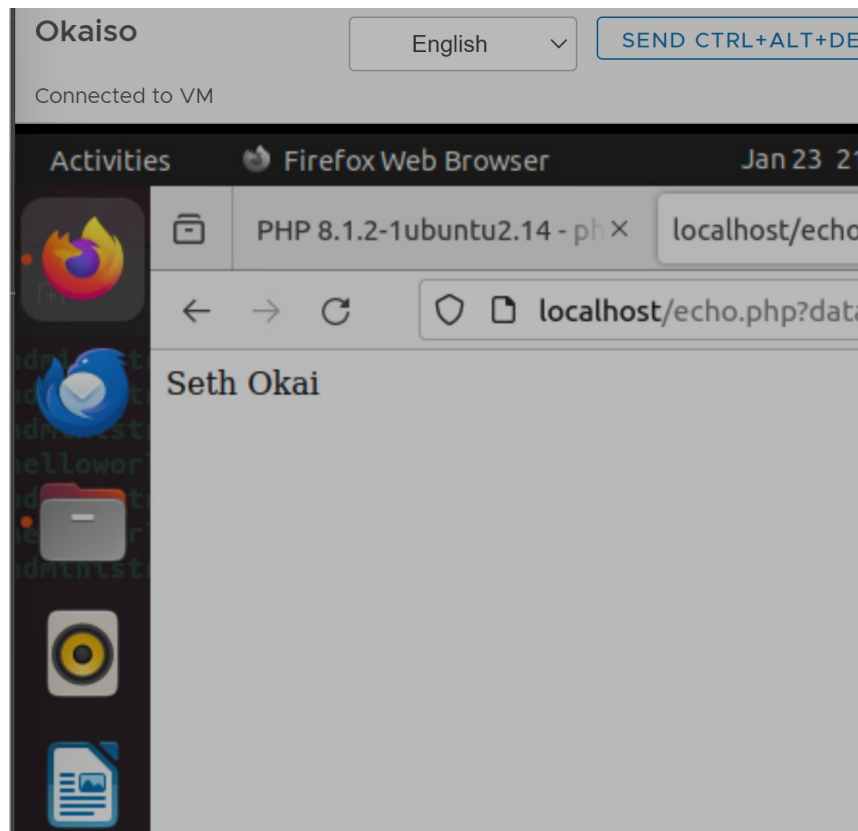 Okaiso
English
SEND CTRL+ALT+DE
Connected to VM
Activities Firefox Web Browser Jan 23 21
PHP 8.1.2-1ubuntu2.14 - ph localhost/echo
localhost/echo.php?data
Seth Okai